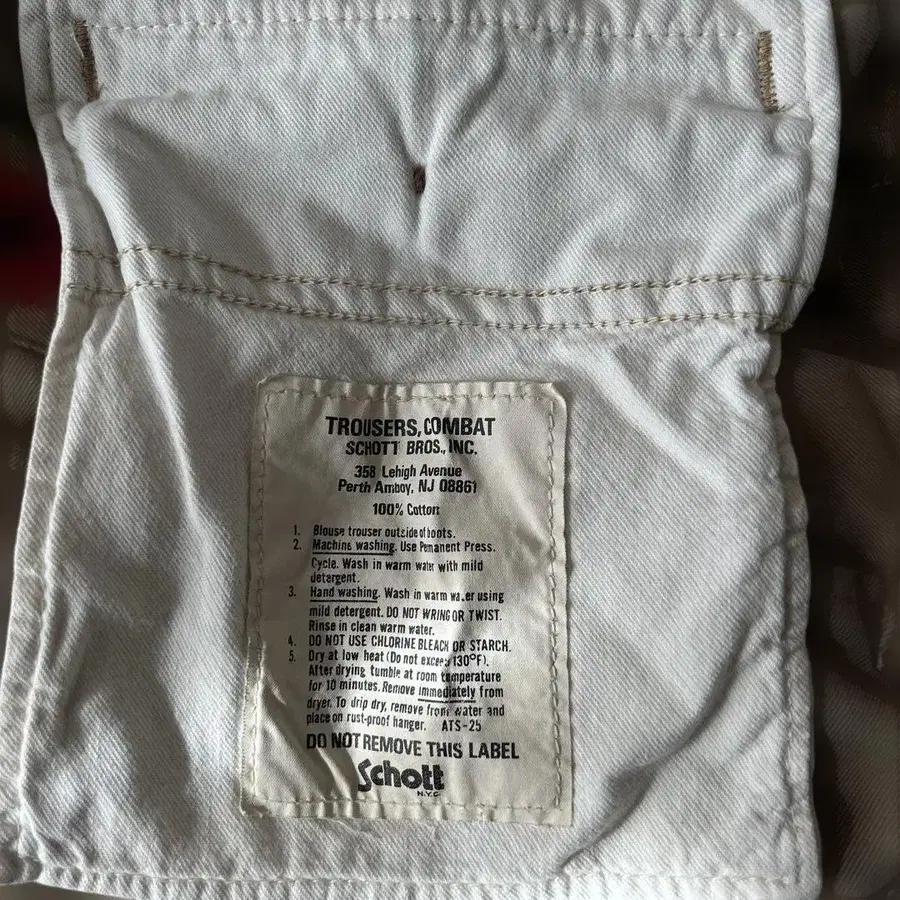 TROUSERS, COMBAT
SCHOTT BROS., INC.
358 Lehigh Avenue
Perth Amboy, NJ 08861
100% Cotton
1. Blouse trouser outside of boots.
2. Machine washing. Use Permanent Press.
Cycle. Wash in warm water with mild
detergent.
3. Hand washing. Wash in warm water using
mild detergent. DO NOT WRING OR TWIST.
Rinse in clean warm water.
4. DO NOT USE CHLORINE BLEACH OR STARCH.
5. Dry at low heat (Do not exceed 130°F).
After drying tumble at room temperature
for 10 minutes. Remove immediately from
dryer. To drip dry, remove from water and
place on rust-proof hanger. ATS-25
DO NOT REMOVE THIS LABEL
Schott
N.Y.C.